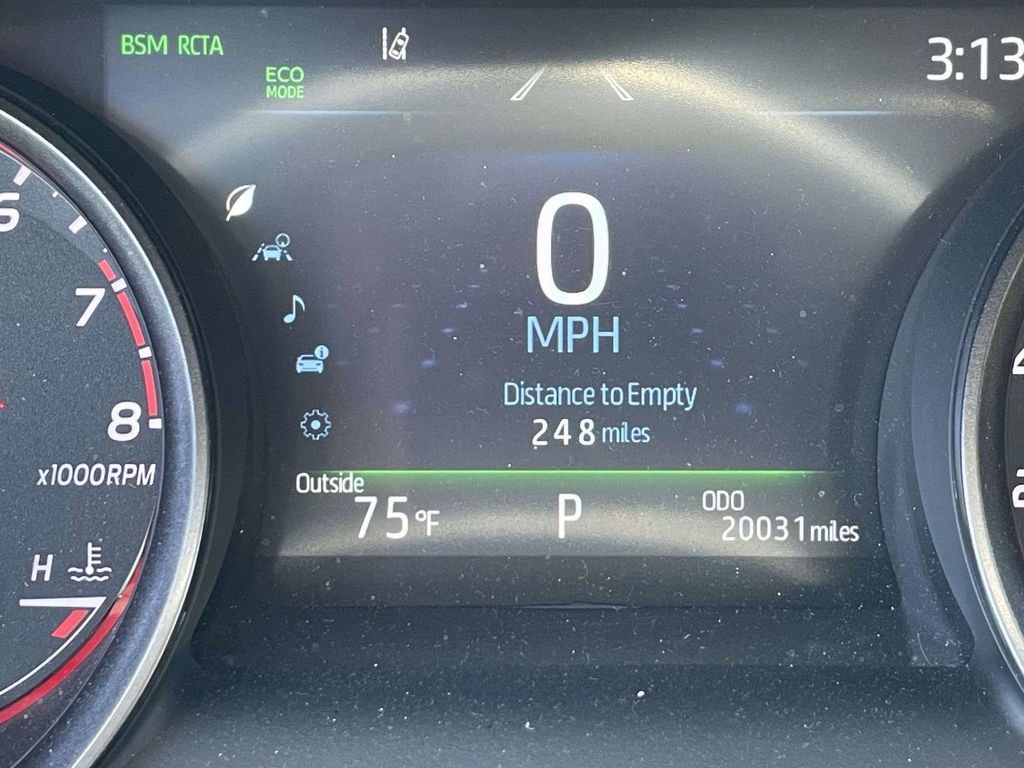 BSM RCTA
3:13
ECO
MODE
6
7
8
x1000RPM
H
0
MPH
Distance to Empty
248 miles
Outside
75°F
P
ODO
20031 miles